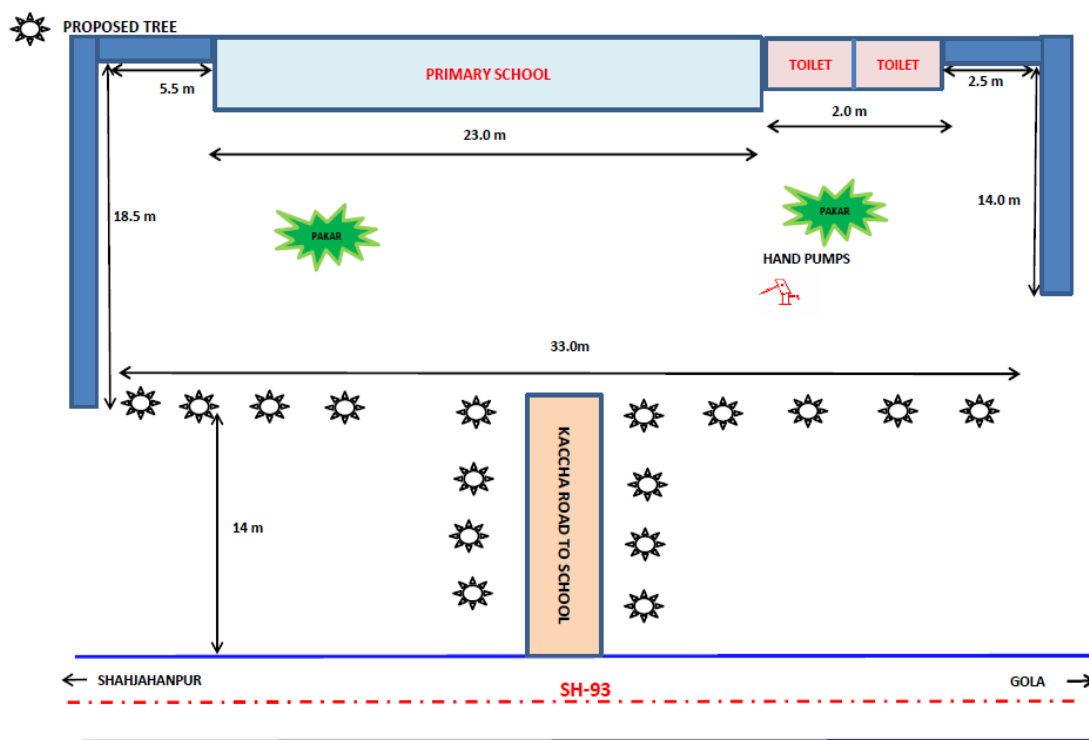 PROPOSED TREE
PRIMARY SCHOOL
TOILET
TOILET
5.5 m
2.5 m
2.0 m
23.0 m
18.5 m
14.0 m
PAKAR
PAKAR
HAND PUMPS
33.0m
KACCHA ROAD TO SCHOOL
14 m
SHAHJAHANPUR
SH-93
GOLA